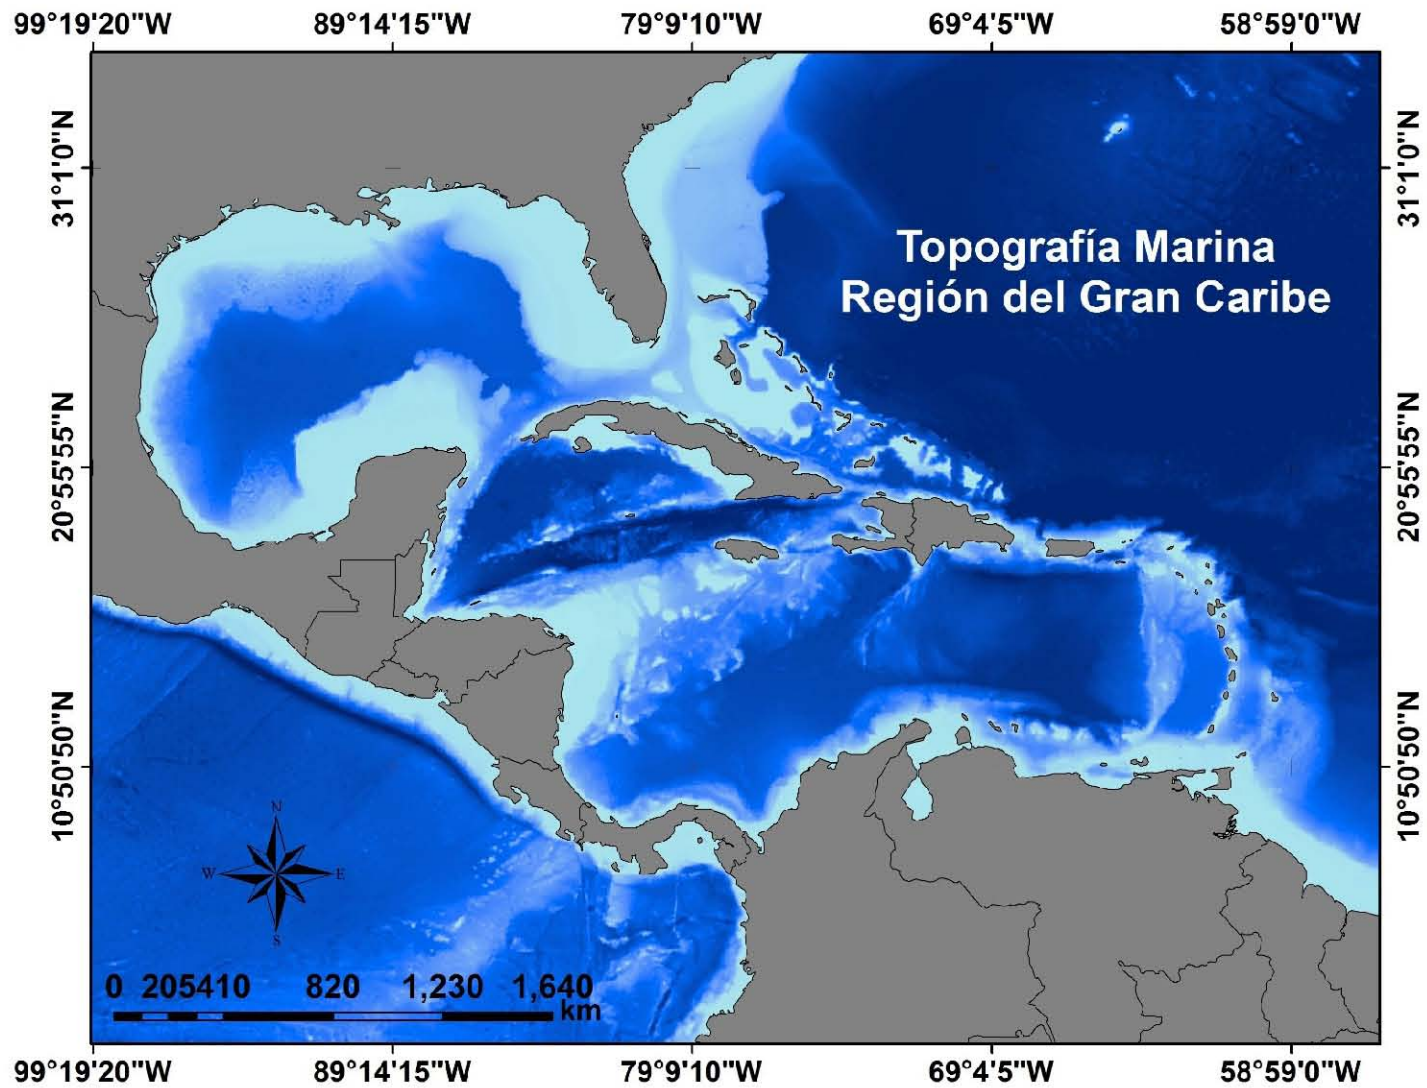 99°19'20"W 89°14'15"W 79°9'10"W 69°4'5"W 58°59'0"W
31°1'0"N 31°1'0"N
Topografía Marina
Región del Gran Caribe
20°55'55"N 20°55'55"N
10°50'50"N 10°50'50"N
N
W E
S
0 205410 820 1,230 1,640
km
99°19'20"W 89°14'15"W 79°9'10"W 69°4'5"W 58°59'0"W